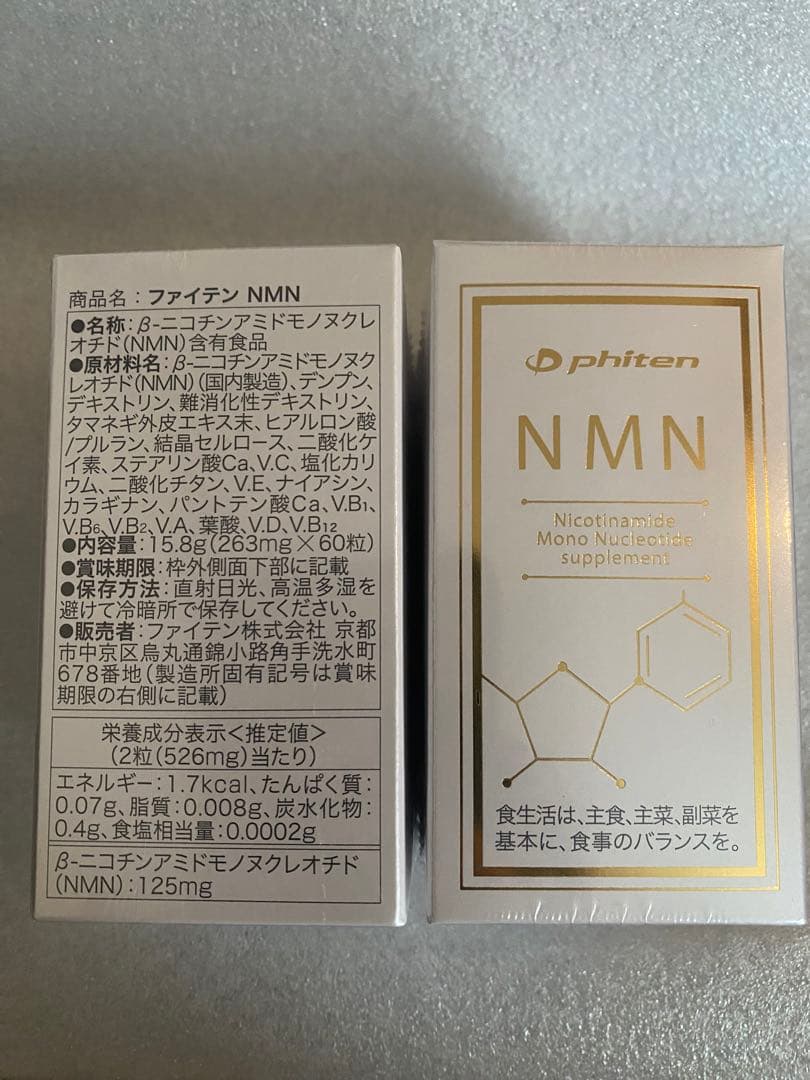 商品名：ファイテン NMN
●名称：β-ニコチンアミドモノヌクレ
オチド(NMN)含有食品
●原材料名：β-ニコチンアミドモノヌク
レオチド(NMN)(国内製造)、デンプン、
デキストリン、難消化性デキストリン、
タマネギ外皮エキス末、ヒアルロン酸
/プルラン、結晶セルロース、二酸化ケ
イ素、ステアリン酸Ca、V.C、塩化カリ
ウム、二酸化チタン、V.E、ナイアシン、
カラギナン、パントテン酸Ca、V.B1、
V.B6、V.B2、V.A、葉酸、V.D、V.B12
●内容量：15.8g(263mg×60粒)
●賞味期限：枠外側面下部に記載
●保存方法：直射日光、高温多湿を
避けて冷暗所で保存してください。
●販売者：ファイテン株式会社 京都
市中京区烏丸通錦小路角手洗水町
678番地(製造所固有記号は賞味
期限の右側に記載)
栄養成分表示<推定値>
(2粒(526mg)当たり)
エネルギー：1.7kcal、たんぱく質：
0.07g、脂質：0.008g、炭水化物：
0.4g、食塩相当量：0.0002g
β-ニコチンアミドモノヌクレオチド
(NMN)：125mg
phiten
NMN
Nicotinamide
Mono Nucleotide
supplement
食生活は、主食、主菜、副菜を
基本に、食事のバランスを。